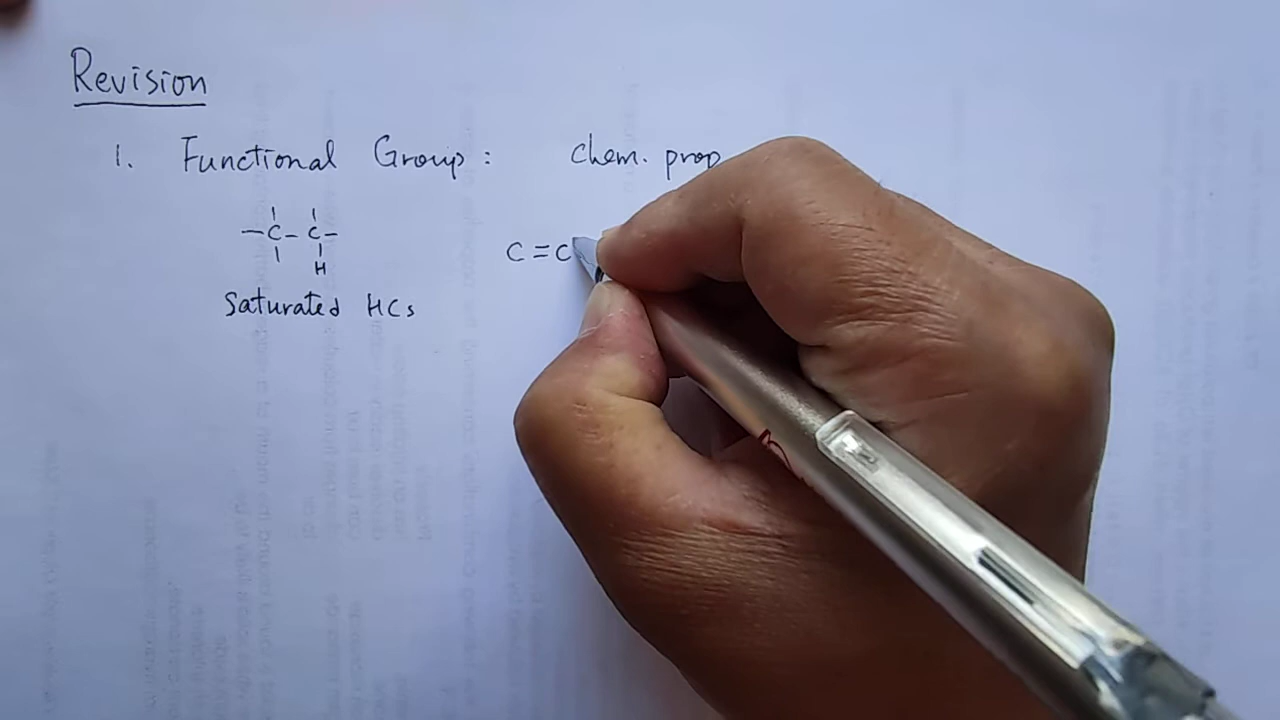 Revision
1. Functional Group : chem. prop
-C-C- C=C
H
Saturated HCs